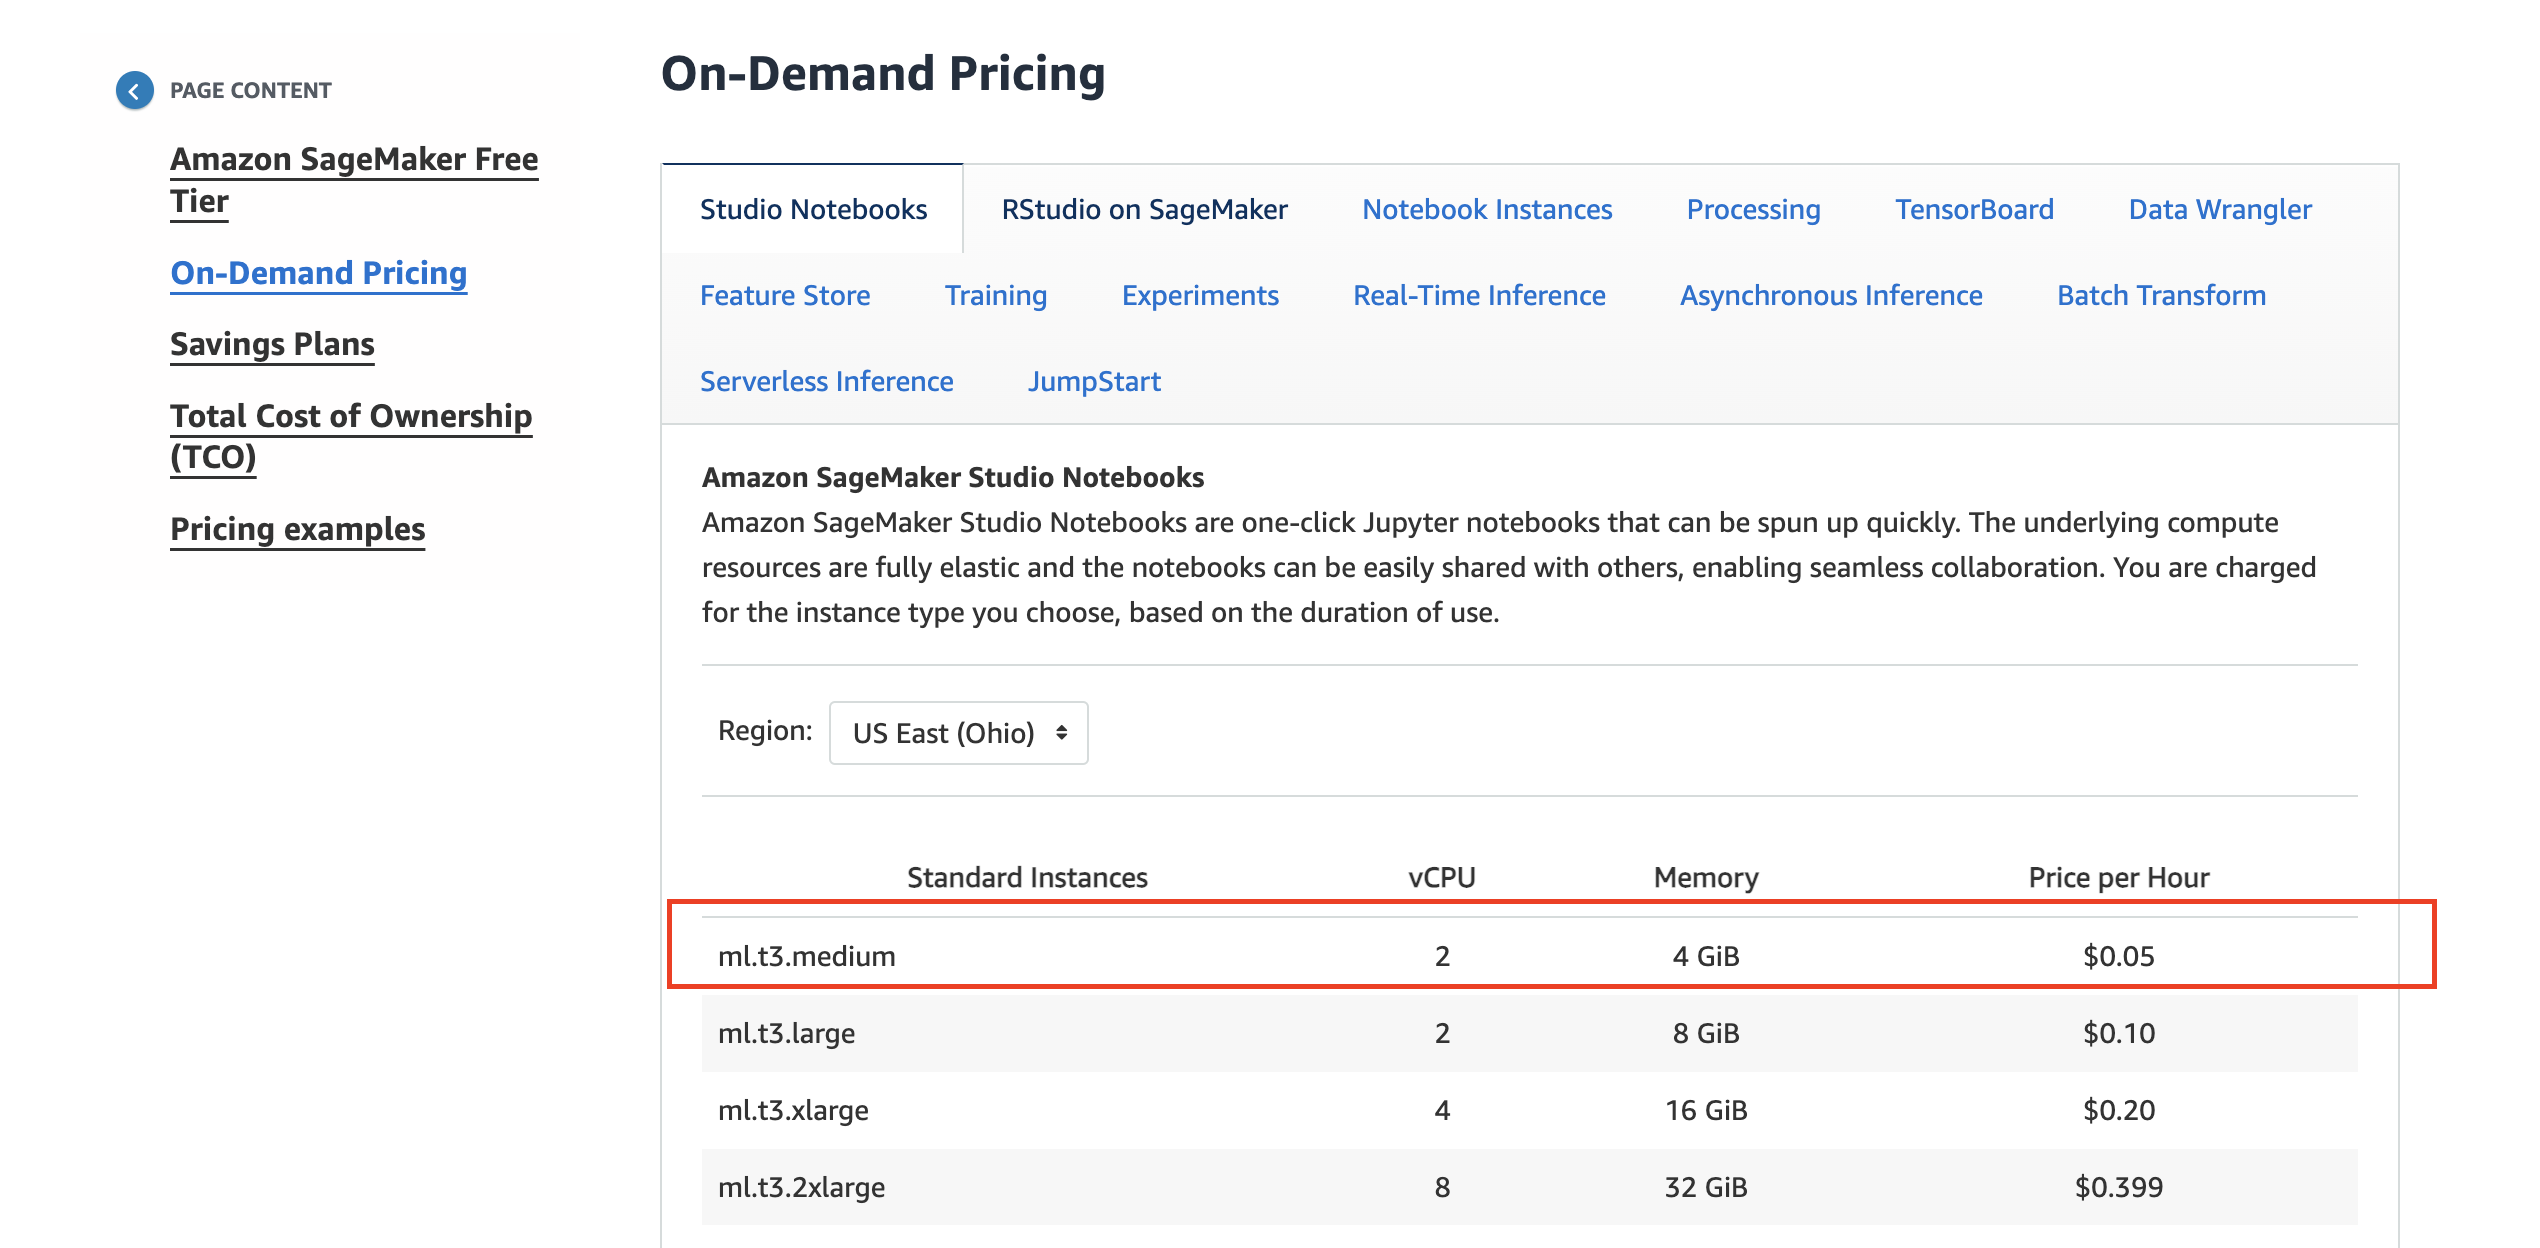 PAGE CONTENT
Amazon SageMaker Free
Tier
On-Demand Pricing
Savings Plans
Total Cost of Ownership
(TCO)
Pricing examples
On-Demand Pricing
Studio Notebooks RStudio on SageMaker Notebook Instances Processing TensorBoard Data Wrangler
Feature Store Training Experiments Real-Time Inference Asynchronous Inference Batch Transform
Serverless Inference JumpStart
Amazon SageMaker Studio Notebooks
Amazon SageMaker Studio Notebooks are one-click Jupyter notebooks that can be spun up quickly. The underlying compute
resources are fully elastic and the notebooks can be easily shared with others, enabling seamless collaboration. You are charged
for the instance type you choose, based on the duration of use.
Region: US East (Ohio)
Standard Instances vCPU Memory Price per Hour
ml.t3.medium 2 4 GiB $0.05
ml.t3.large 2 8 GiB $0.10
ml.t3.xlarge 4 16 GiB $0.20
ml.t3.2xlarge 8 32 GiB $0.399